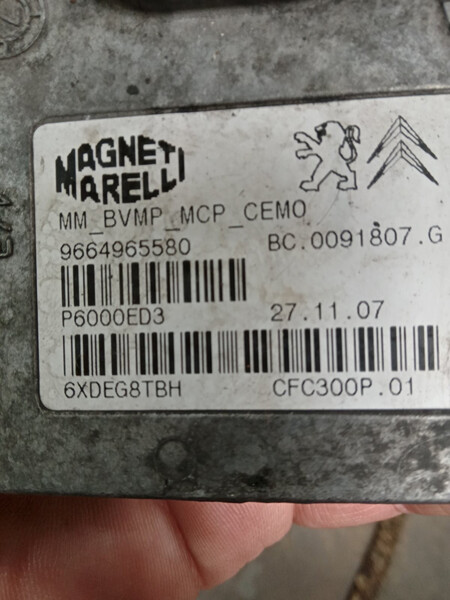 MAGNETI
MARELLI
MM_BVMP_MCP_CEMO
9664965580 BC.0091807.G
P6000ED3 27.11.07
6XDEG8TBH CFC300P.01